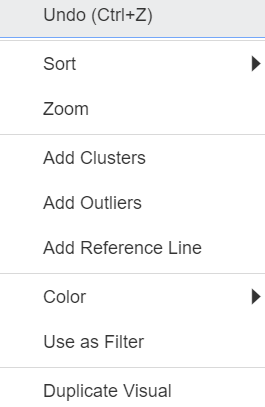 Undo (Ctrl+Z)
Sort
Zoom
Add Clusters
Add Outliers
Add Reference Line
Color
Use as Filter
Duplicate Visual